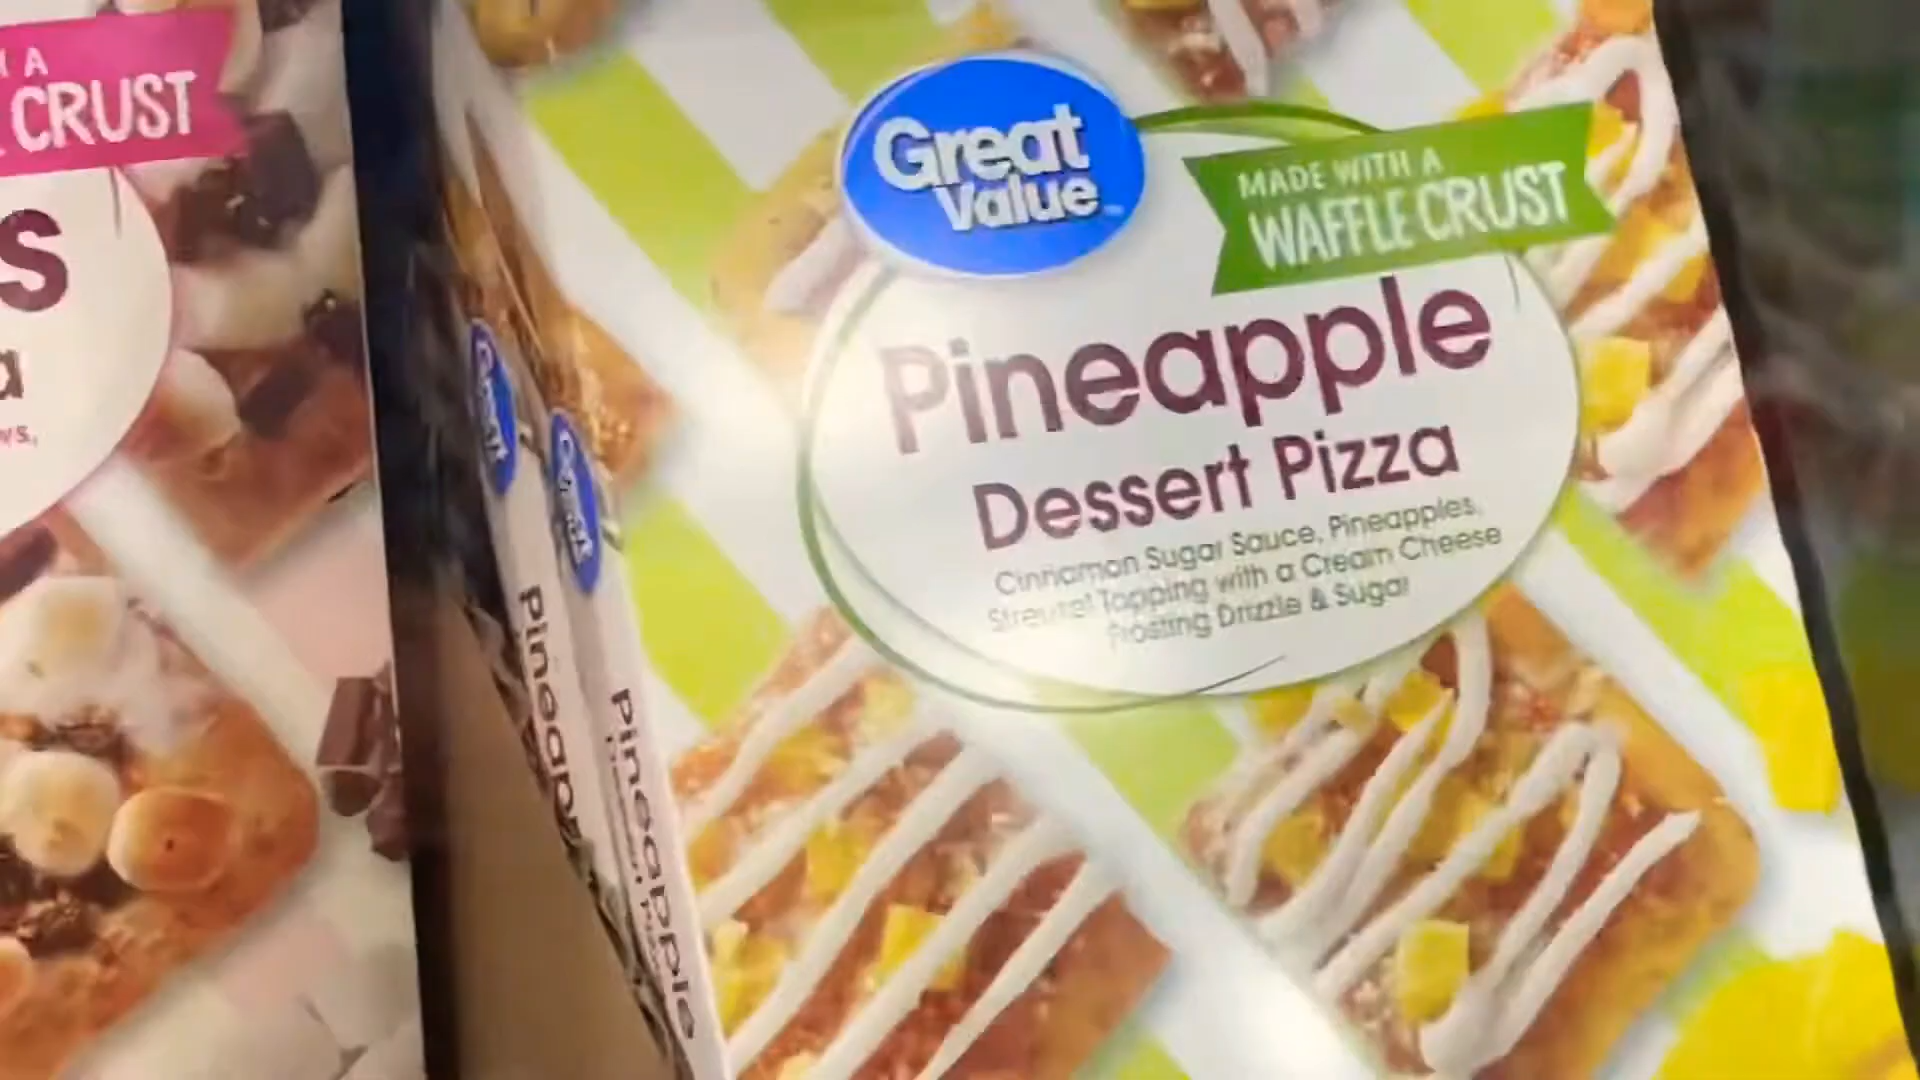 A
CRUST
s
a
Great
Value
MADE WITH A
WAFFLE CRUST
Pineapple
Dessert Pizza
Cinnamon Sugar Sauce, Pineapples,
Streusel Topping with a Cream Cheese
Frosting Drizzle & Sugar
Great
Pineapple
Great
Pineapple